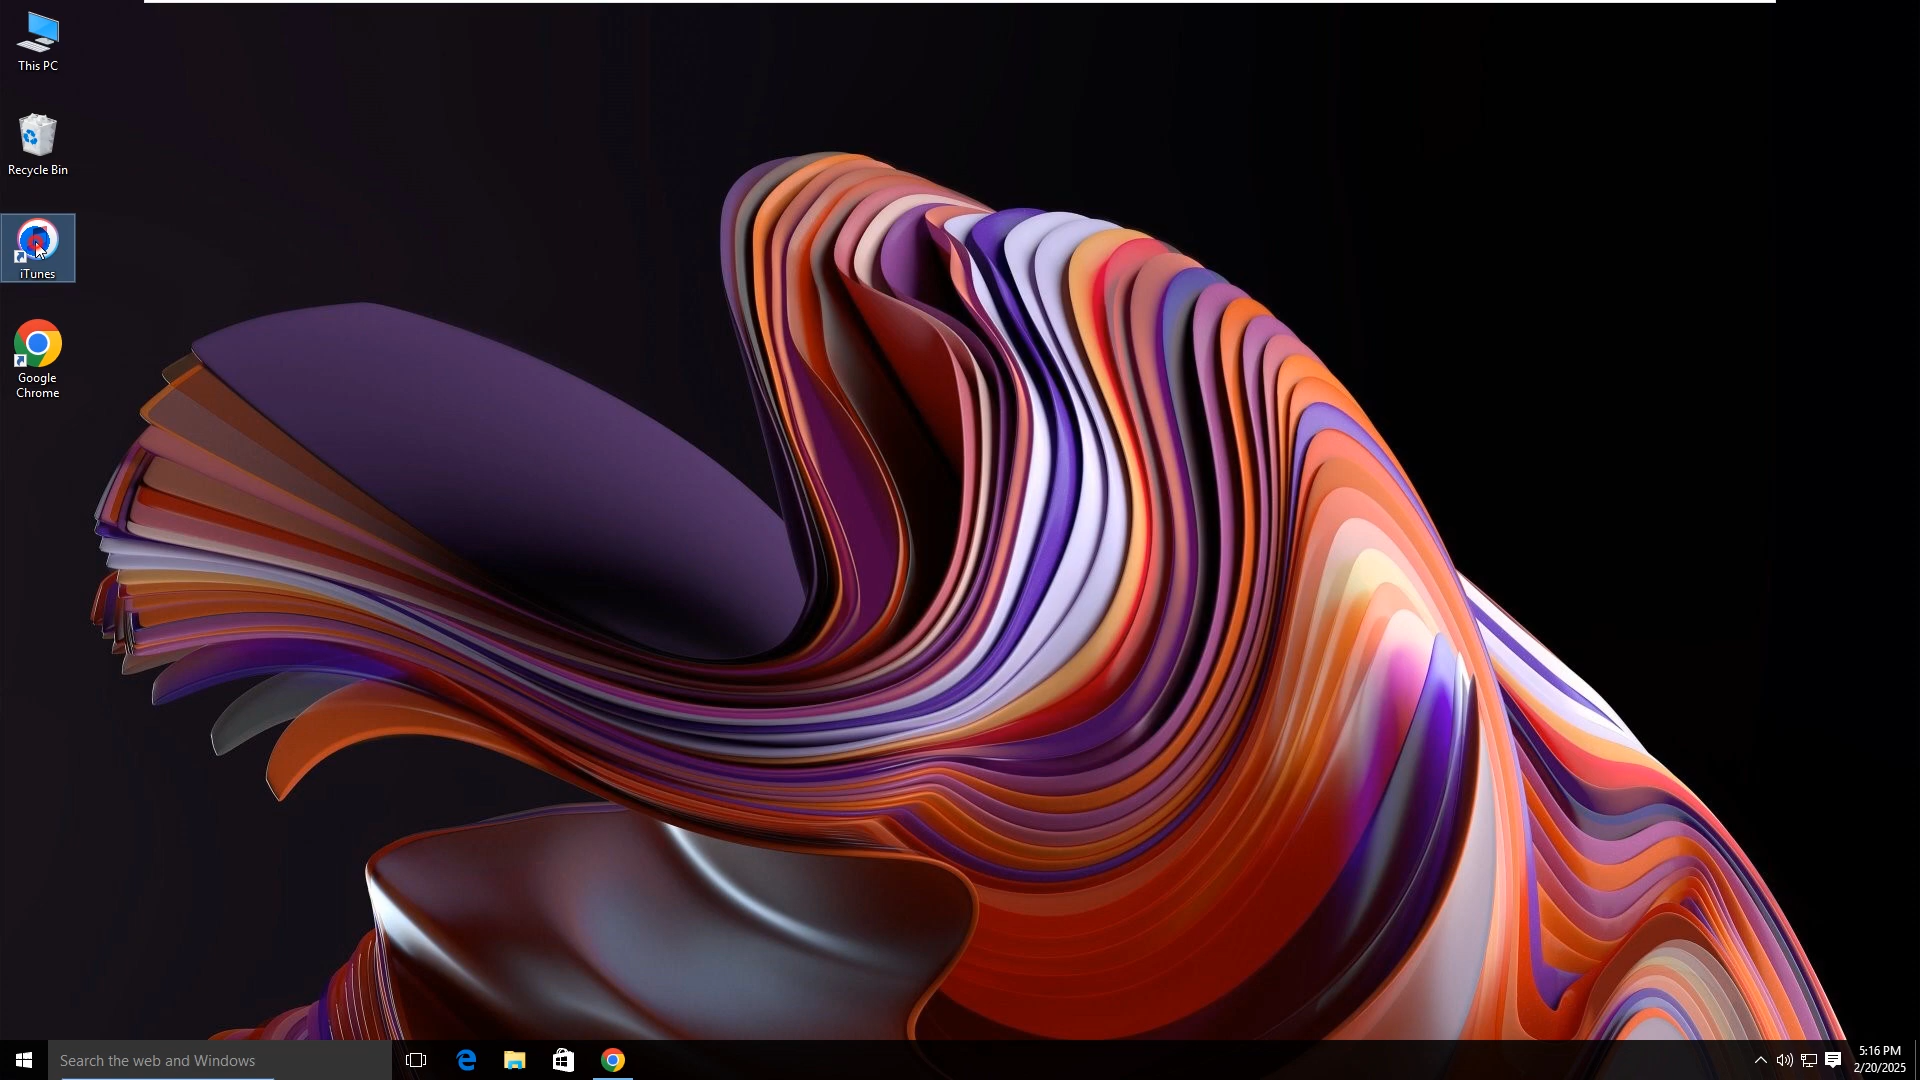 This PC
Recycle Bin
iTunes
Google
Chrome
Search the web and Windows
5:16 PM
2/20/2025